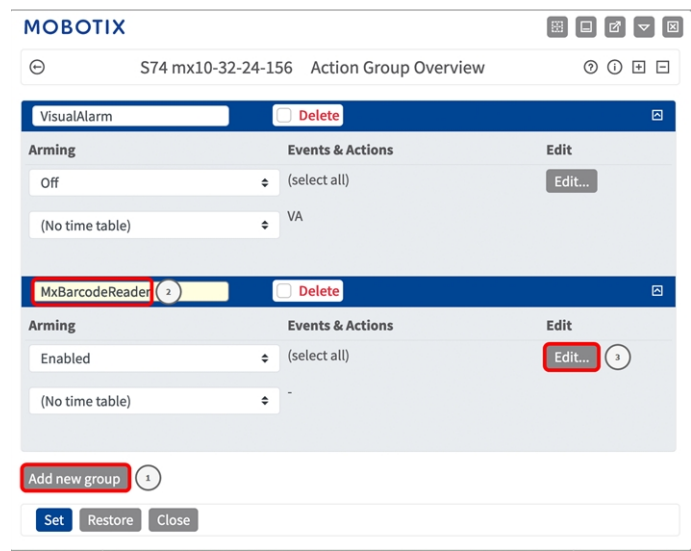 MOBOTIX
S74 mx10-32-24-156 Action Group Overview
VisualAlarm Delete
Arming Events & Actions Edit
Off (select all) Edit...
(No time table) VA
MxBarcodeReader 2 Delete
Arming Events & Actions Edit
Enabled (select all) Edit... 3
(No time table) -
Add new group 1
Set Restore Close